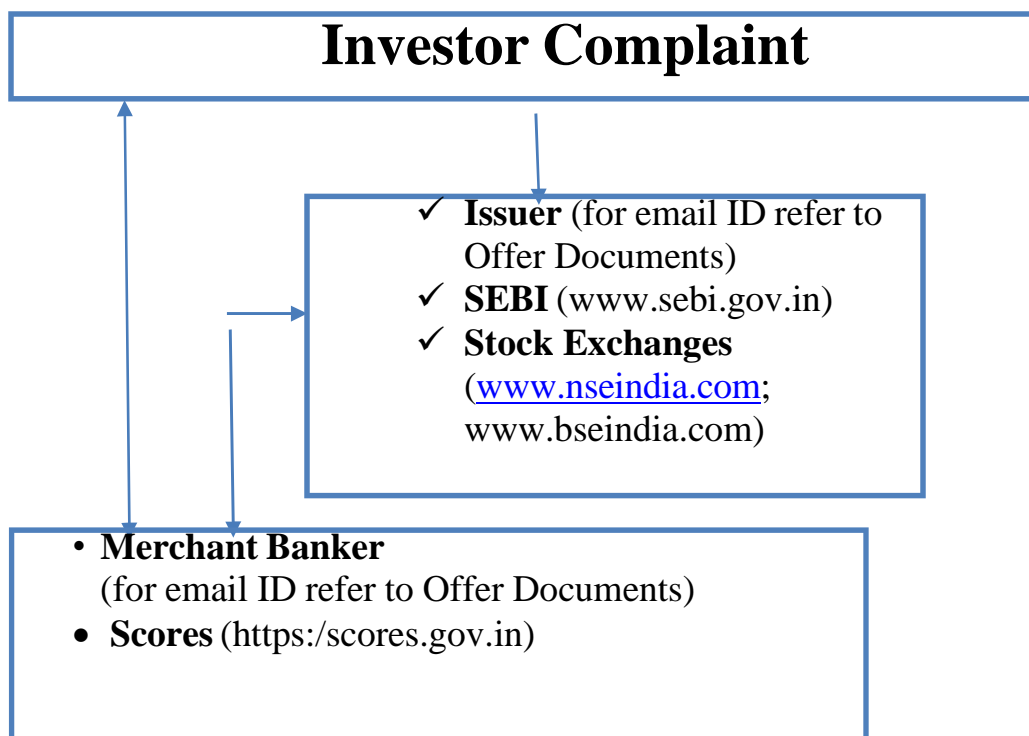 Investor Complaint
✓ Issuer (for email ID refer to
Offer Documents)
✓ SEBI (www.sebi.gov.in)
✓ Stock Exchanges
(www.nseindia.com;
www.bseindia.com)
• Merchant Banker
(for email ID refer to Offer Documents)
• Scores (https:/scores.gov.in)